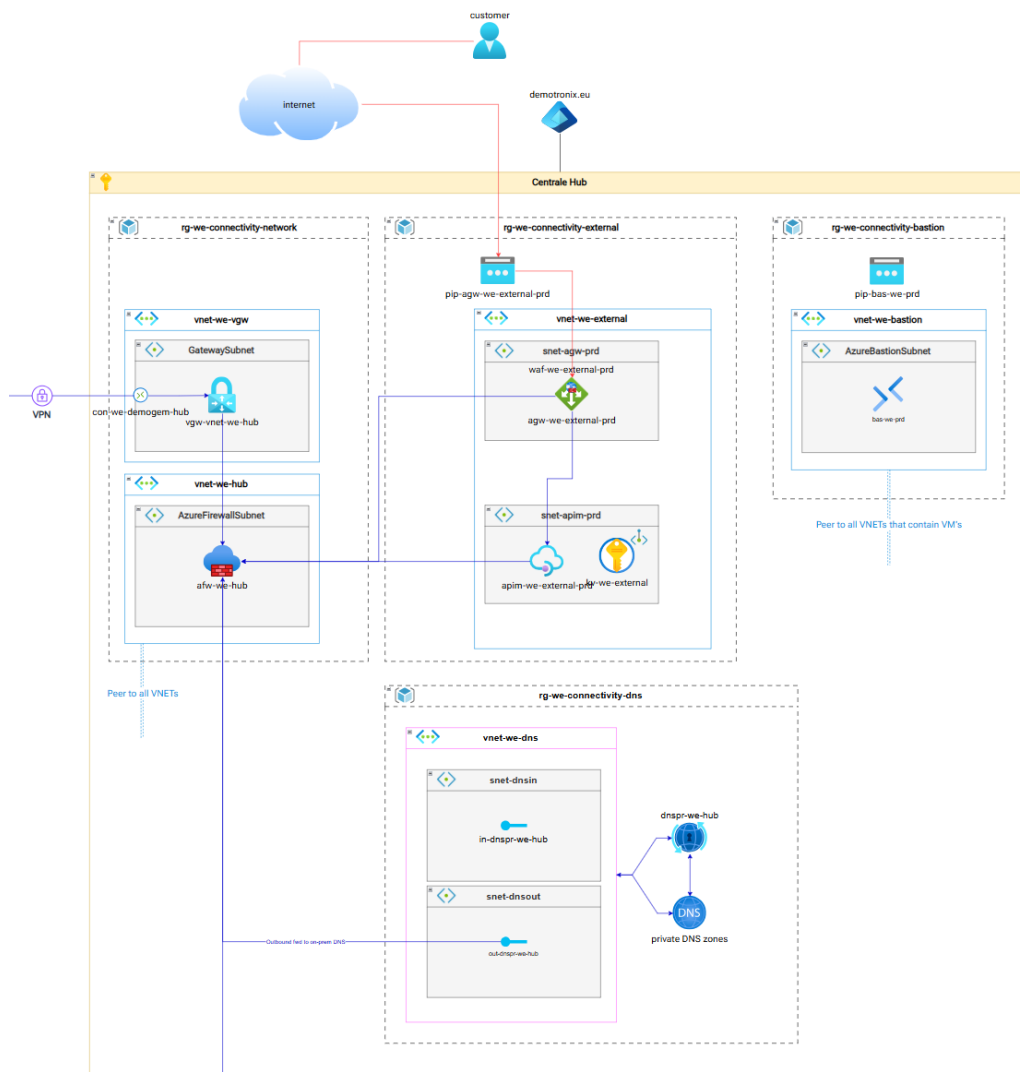 customer
internet
demotronix.eu
Centrale Hub
rg-we-connectivity-network
vnet-we-vgw
GatewaySubnet
VPN
con-we-demogem-hub
vgw-vnet-we-hub
vnet-we-hub
AzureFirewallSubnet
afw-we-hub
Peer to all VNETs
rg-we-connectivity-external
pip-agw-we-external-prd
vnet-we-external
snet-agw-prd
waf-we-external-prd
agw-we-external-prd
snet-apim-prd
apim-we-external-prd
kv-we-external
rg-we-connectivity-bastion
pip-bas-we-prd
vnet-we-bastion
AzureBastionSubnet
bas-we-prd
Peer to all VNETs that contain VM's
rg-we-connectivity-dns
vnet-we-dns
snet-dnsin
in-dnspr-we-hub
snet-dnsout
Outbound fwd to on-prem DNS
out-dnspr-we-hub
dnspr-we-hub
DNS
private DNS zones